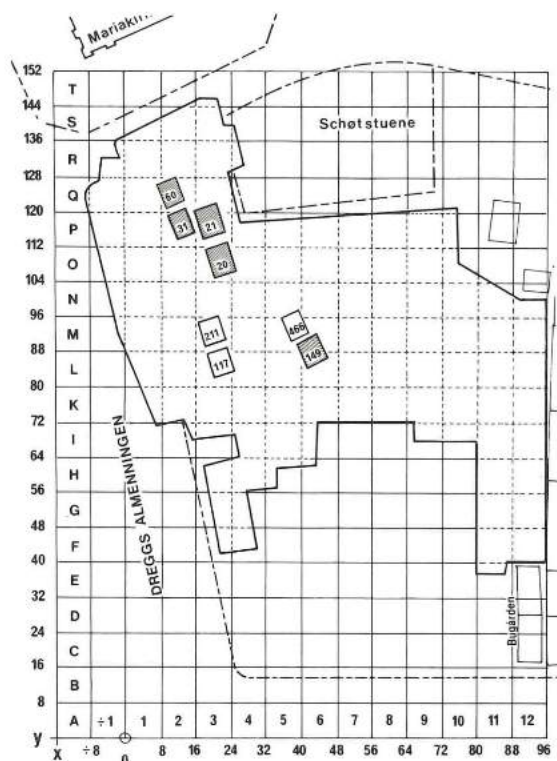 Mariakir
Schøtstuene
152 T
144 S
136 R
128 Q
120 P
112 O
104 N
96 M
88 L
80 K
72 I
64 H
56 G
48 F
40 E
32 D
24 C
16 B
8 A
60
31
21
20
211
117
466
149
DREGGS ALMENNINGEN
Bugården
÷1 1 2 3 4 5 6 7 8 9 10 11 12
y
x ÷8 0 8 16 24 32 40 48 56 64 72 80 88 96